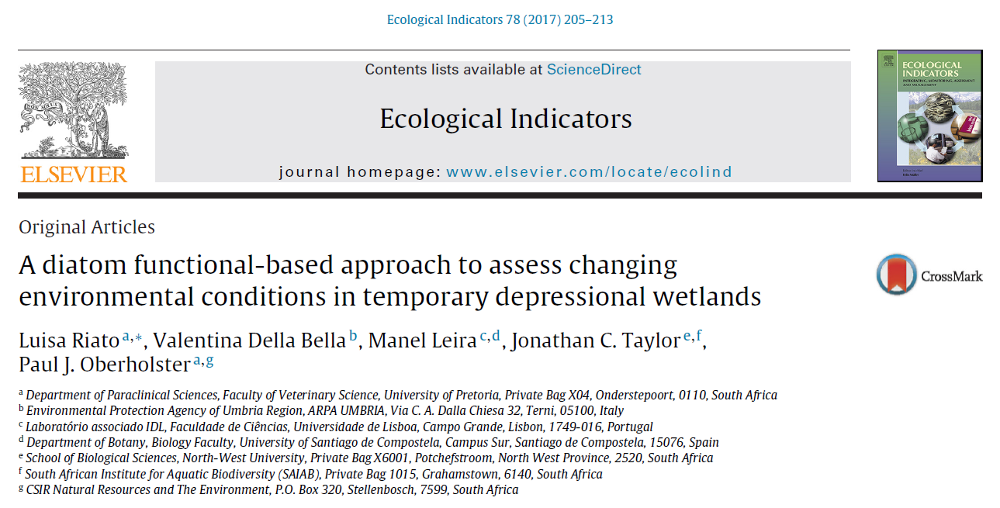 Ecological Indicators 78 (2017) 205–213
Contents lists available at ScienceDirect
Ecological Indicators
journal homepage: www.elsevier.com/locate/ecolind
NON SOLUS
ELSEVIER
ECOLOGICAL
INDICATORS
INTEGRATING, MONITORING, ASSESSMENT
AND MANAGEMENT
Original Articles
A diatom functional-based approach to assess changing
environmental conditions in temporary depressional wetlands
CrossMark
Luisa Riato a,*, Valentina Della Bella b, Manel Leira c,d, Jonathan C. Taylor e,f,
Paul J. Oberholster a,g
a Department of Paraclinical Sciences, Faculty of Veterinary Science, University of Pretoria, Private Bag X04, Onderstepoort, 0110, South Africa
b Environmental Protection Agency of Umbria Region, ARPA UMBRIA, Via C. A. Dalla Chiesa 32, Terni, 05100, Italy
c Laboratório associado IDL, Faculdade de Ciências, Universidade de Lisboa, Campo Grande, Lisbon, 1749-016, Portugal
d Department of Botany, Biology Faculty, University of Santiago de Compostela, Campus Sur, Santiago de Compostela, 15076, Spain
e School of Biological Sciences, North-West University, Private Bag X6001, Potchefstroom, North West Province, 2520, South Africa
f South African Institute for Aquatic Biodiversity (SAIAB), Private Bag 1015, Grahamstown, 6140, South Africa
g CSIR Natural Resources and The Environment, P.O. Box 320, Stellenbosch, 7599, South Africa